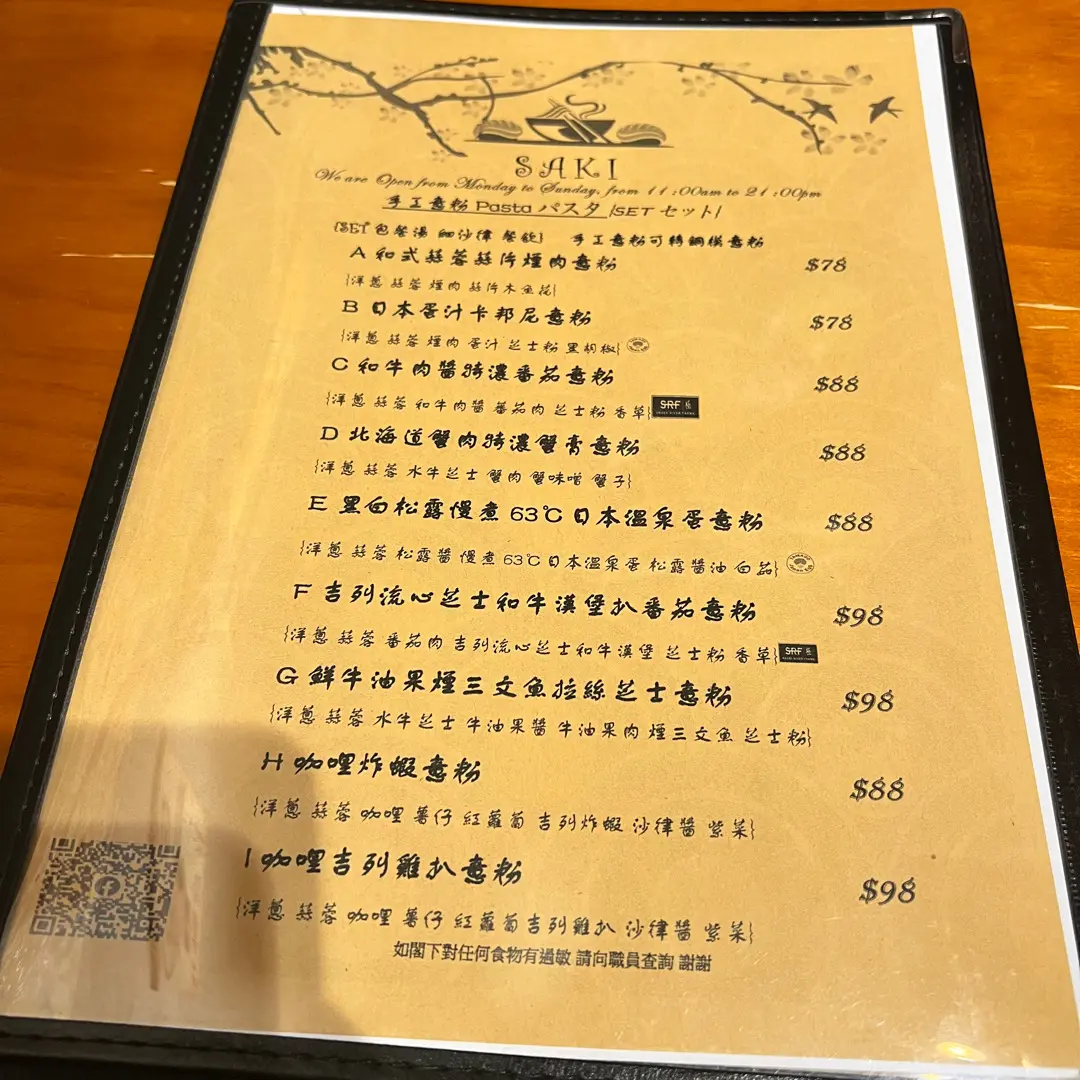 SAKI
We are Open from Monday to Sunday, from 11:00am to 21:00pm
手工意粉 Pasta パスタ /SET セット/
{SET 包餐湯 細沙律 餐飲} 手工意粉可轉鋼模意粉
A 和式蒜蓉蒜片煙肉意粉 $78
{洋蔥 蒜蓉 煙肉 蒜片木魚花}
B 日本蛋汁卡邦尼意粉 $78
{洋蔥 蒜蓉 煙肉 蛋汁 芝士粉 黑胡椒}
C 和牛肉醬特濃番茄意粉 $88
{洋蔥 蒜蓉 和牛肉醬 番茄肉 芝士粉 香草} SRF 極
D 北海道蟹肉特濃蟹膏意粉 $88
{洋蔥 蒜蓉 水牛芝士 蟹肉 蟹味噌 蟹子}
E 黑白松露慢煮 63℃ 日本溫泉蛋意粉 $88
{洋蔥 蒜蓉 松露醬 慢煮 63℃ 日本溫泉蛋 松露醬油 白菇}
F 吉列流心芝士和牛漢堡扒番茄意粉 $98
{洋蔥 蒜蓉 番茄肉 吉列流心芝士和牛漢堡 芝士粉 香草} SRF 極
G 鮮牛油果煙三文魚拉絲芝士意粉 $98
{洋蔥 蒜蓉 水牛芝士 牛油果醬 牛油果肉 煙三文魚 芝士粉}
H 咖哩炸蝦意粉 $88
{洋蔥 蒜蓉 咖哩 薯仔 紅蘿蔔 吉列炸蝦 沙律醬 紫菜}
I 咖哩吉列雞扒意粉 $98
{洋蔥 蒜蓉 咖哩 薯仔 紅蘿蔔吉列雞扒 沙律醬 紫菜}
如閣下對任何食物有過敏 請向職員查詢 謝謝